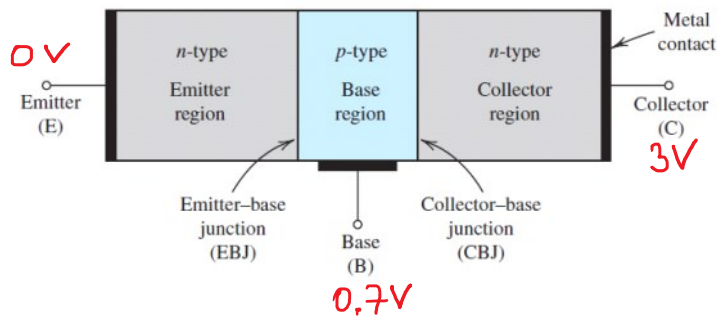 n-type
Emitter
region
p-type
Base
region
n-type
Collector
region
Metal
contact
0V
Emitter
(E)
Collector
(C)
3V
Emitter–base
junction
(EBJ)
Base
(B)
0.7V
Collector–base
junction
(CBJ)